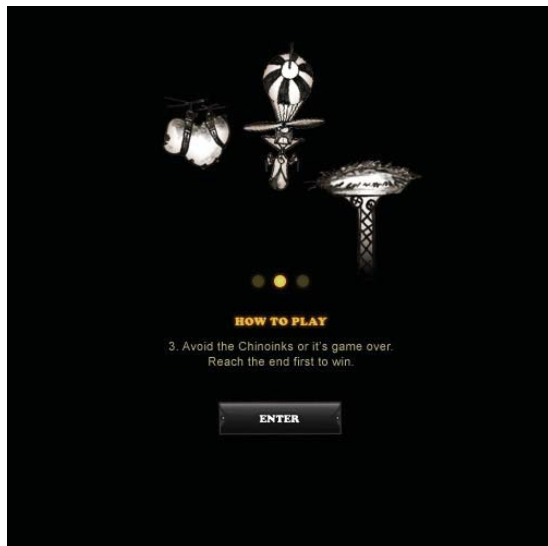 HOW TO PLAY
3. Avoid the Chinoinks or it's game over.
Reach the end first to win.
ENTER